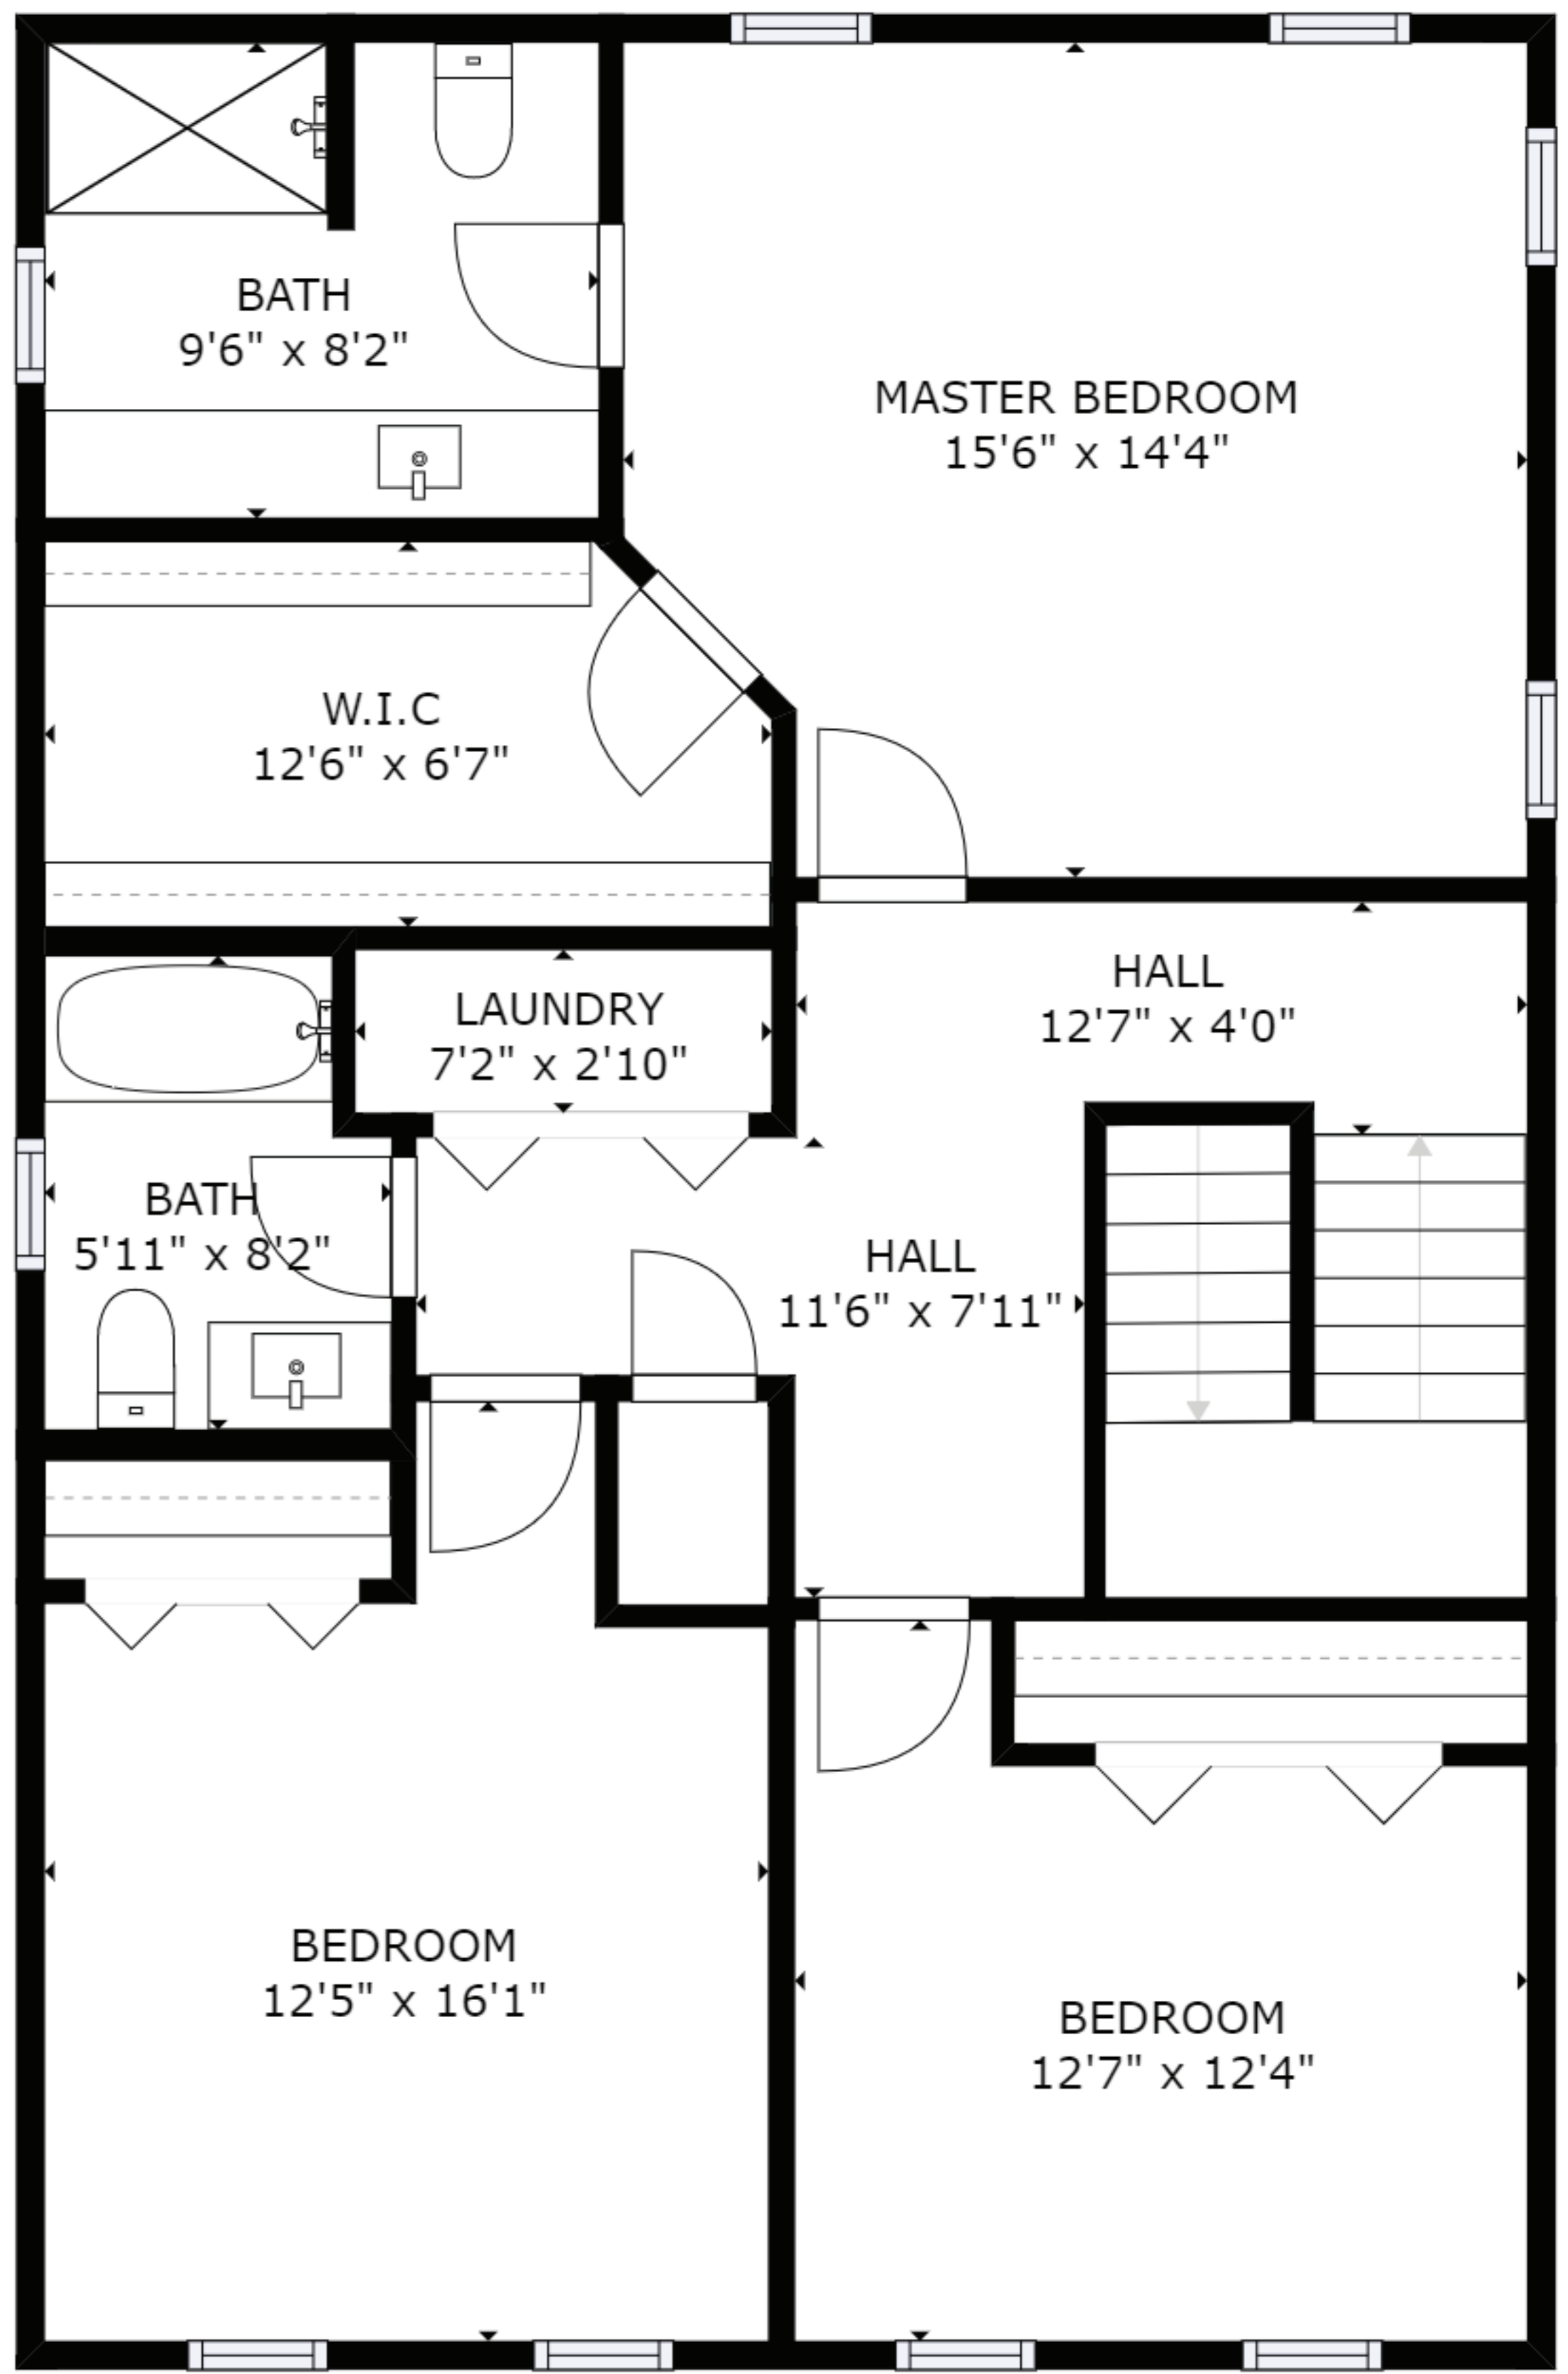 BATH
9'6" x 8'2"
MASTER BEDROOM
15'6" x 14'4"
W.I.C
12'6" x 6'7"
HALL
12'7" x 4'0"
LAUNDRY
7'2" x 2'10"
BATH
5'11" x 8'2"
HALL
11'6" x 7'11"
BEDROOM
12'5" x 16'1"
BEDROOM
12'7" x 12'4"